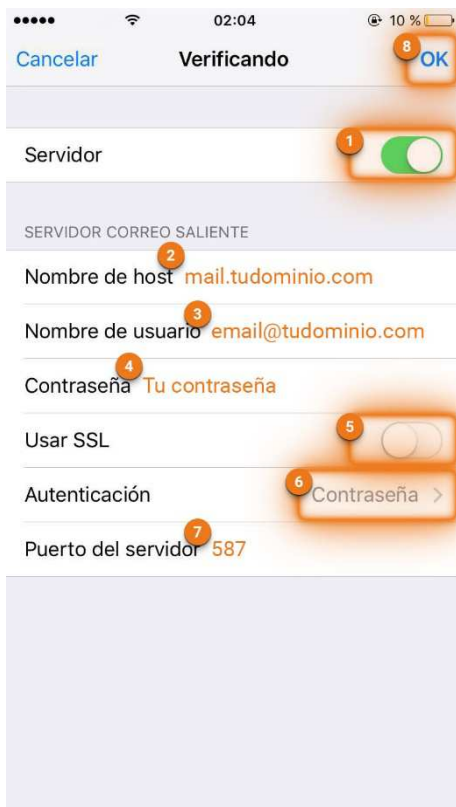 02:04 10 %
Cancelar Verificando 8 OK
Servidor 1
SERVIDOR CORREO SALIENTE
Nombre de host 2 mail.tudominio.com
Nombre de usuario 3 email@tudominio.com
Contraseña 4 Tu contraseña
Usar SSL 5
Autenticación 6 Contraseña >
Puerto del servidor 7 587